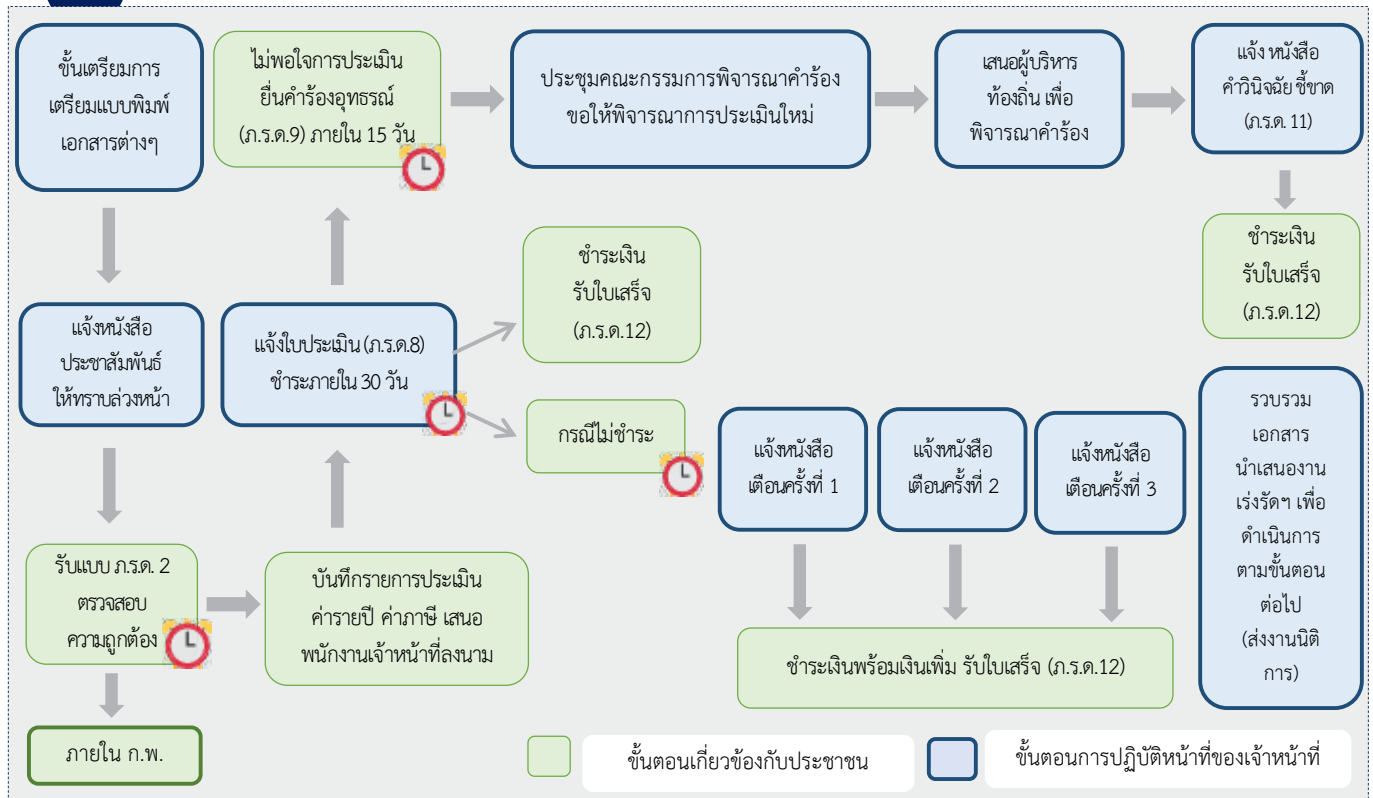 ขั้นเตรียมการ
เตรียมแบบพิมพ์
เอกสารต่างๆ
ไม่พอใจการประเมิน
ยื่นคำร้องอุทธรณ์
(ภ.ร.ด.9) ภายใน 15 วัน
ประชุมคณะกรรมการพิจารณาคำร้อง
ขอให้พิจารณาการประเมินใหม่
เสนอผู้บริหาร
ท้องถิ่น เพื่อ
พิจารณาคำร้อง
แจ้ง หนังสือ
คำวินิจฉัย ชี้ขาด
(ภ.ร.ด. 11)
ชำระเงิน
รับใบเสร็จ
(ภ.ร.ด.12)
แจ้งหนังสือ
ประชาสัมพันธ์
ให้ทราบล่วงหน้า
แจ้งใบประเมิน (ภ.ร.ด.8)
ชำระภายใน 30 วัน
ชำระเงิน
รับใบเสร็จ
(ภ.ร.ด.12)
กรณีไม่ชำระ
แจ้งหนังสือ
เตือนครั้งที่ 1
แจ้งหนังสือ
เตือนครั้งที่ 2
แจ้งหนังสือ
เตือนครั้งที่ 3
รวบรวม
เอกสาร
นำเสนองาน
เร่งรัดฯ เพื่อ
ดำเนินการ
ตามขั้นตอน
ต่อไป
(ส่งงานนิติ
การ)
รับแบบ ภ.ร.ด. 2
ตรวจสอบ
ความถูกต้อง
บันทึกรายการประเมิน
ค่ารายปี ค่าภาษี เสนอ
พนักงานเจ้าหน้าที่ลงนาม
ชำระเงินพร้อมเงินเพิ่ม รับใบเสร็จ (ภ.ร.ด.12)
ภายใน ก.พ.
ขั้นตอนเกี่ยวข้องกับประชาชน
ขั้นตอนการปฏิบัติหน้าที่ของเจ้าหน้าที่